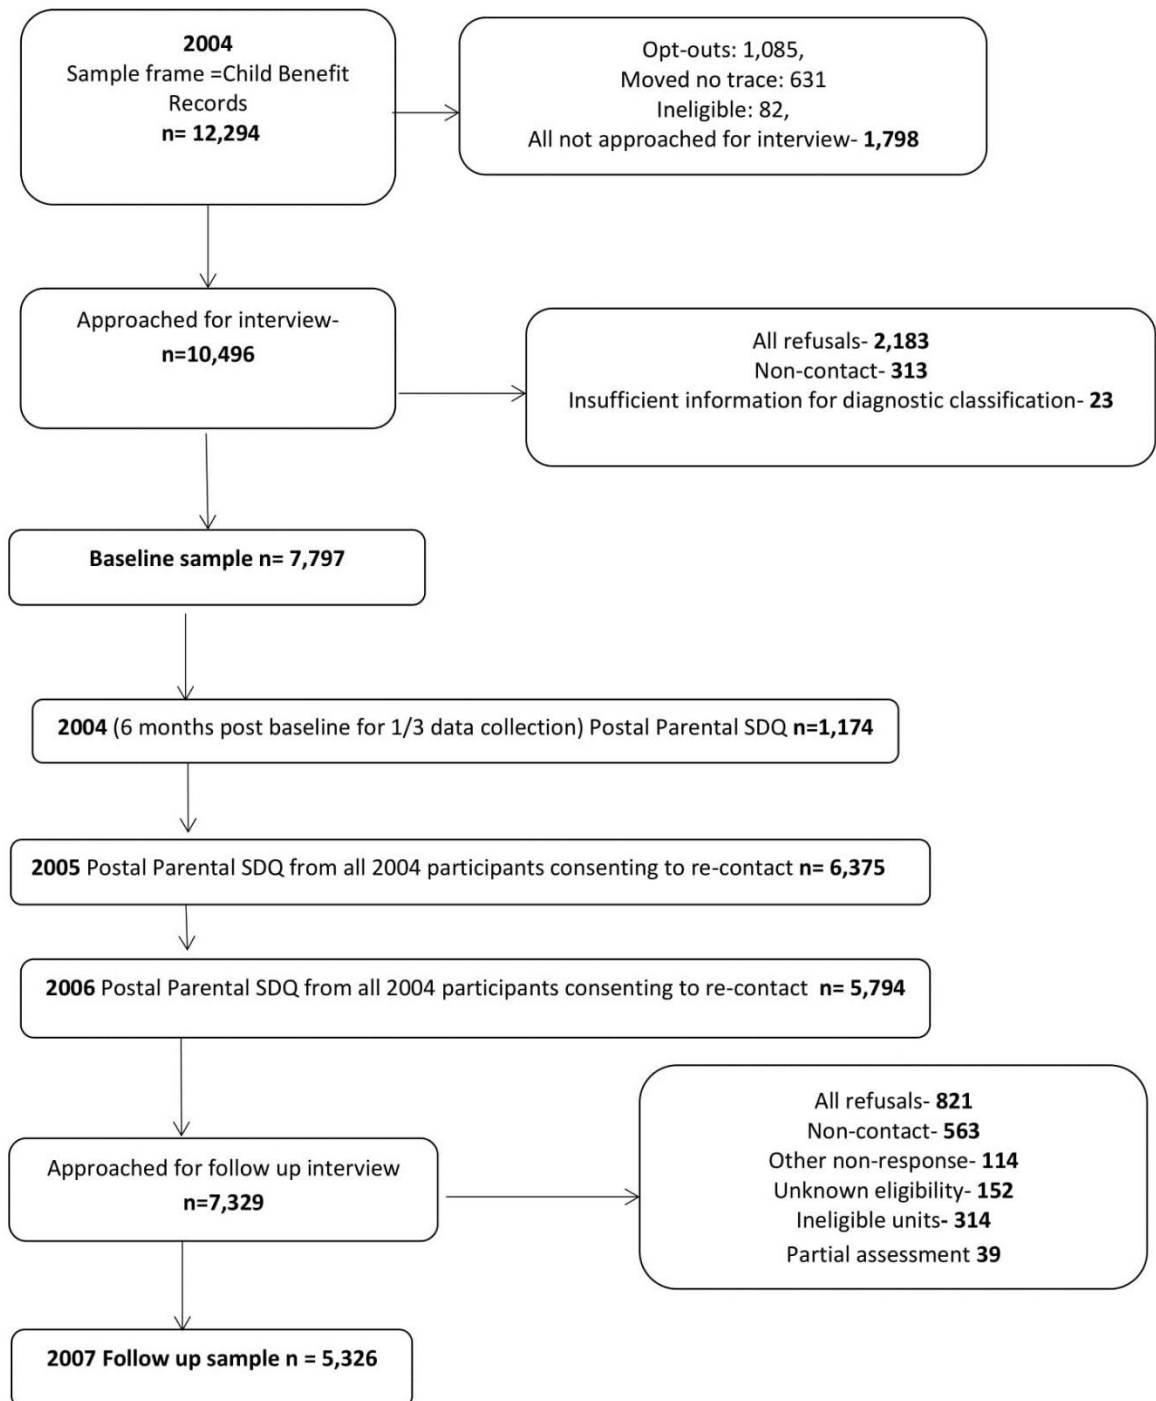 2004
Sample frame =Child Benefit
Records
n= 12,294
Opt-outs: 1,085,
Moved no trace: 631
Ineligible: 82,
All not approached for interview- 1,798
Approached for interview-
n=10,496
All refusals- 2,183
Non-contact- 313
Insufficient information for diagnostic classification- 23
Baseline sample n= 7,797
2004 (6 months post baseline for 1/3 data collection) Postal Parental SDQ n=1,174
2005 Postal Parental SDQ from all 2004 participants consenting to re-contact n= 6,375
2006 Postal Parental SDQ from all 2004 participants consenting to re-contact n= 5,794
Approached for follow up interview
n=7,329
All refusals- 821
Non-contact- 563
Other non-response- 114
Unknown eligibility- 152
Ineligible units- 314
Partial assessment 39
2007 Follow up sample n = 5,326